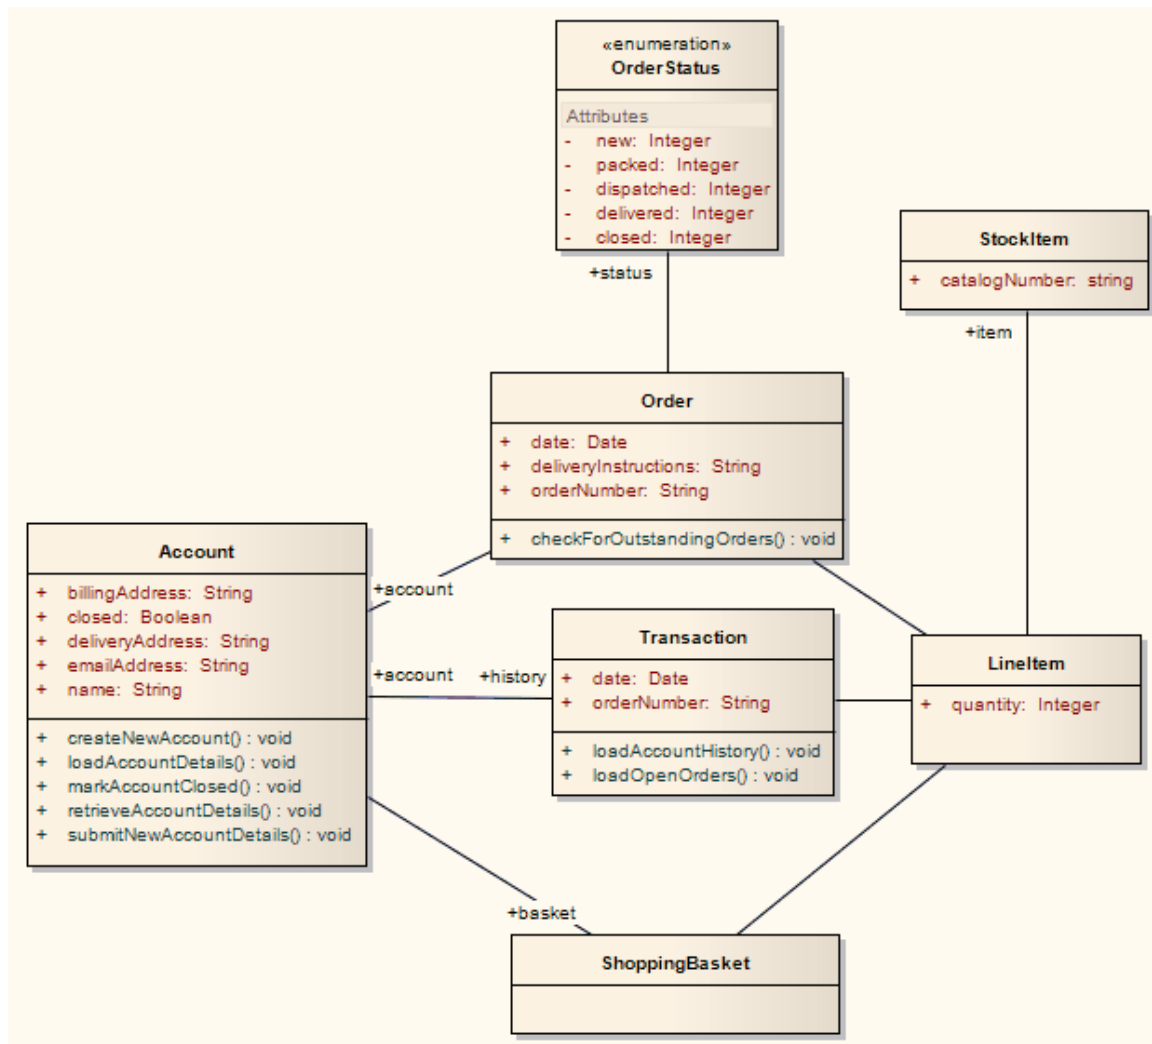 «enumeration»
OrderStatus
Attributes
- new: Integer
- packed: Integer
- dispatched: Integer
- delivered: Integer
- closed: Integer
+status
StockItem
+ catalogNumber: string
+item
Order
+ date: Date
+ deliveryInstructions: String
+ orderNumber: String
+ checkForOutstandingOrders() : void
Account
+ billingAddress: String
+ closed: Boolean
+ deliveryAddress: String
+ emailAddress: String
+ name: String
+ createNewAccount() : void
+ loadAccountDetails() : void
+ markAccountClosed() : void
+ retrieveAccountDetails() : void
+ submitNewAccountDetails() : void
+account
+account
+history
Transaction
+ date: Date
+ orderNumber: String
+ loadAccountHistory() : void
+ loadOpenOrders() : void
LineItem
+ quantity: Integer
+basket
ShoppingBasket